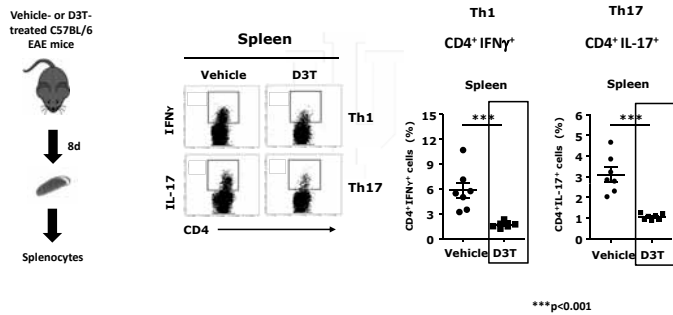 Vehicle- or D3T-
treated C57BL/6
EAE mice
8d
Splenocytes
Spleen
Vehicle
D3T
IFNγ
Th1
IL-17
Th17
CD4
Th1
CD4⁺ IFNγ⁺
Spleen
CD4⁺IFNγ⁺ cells (%)
15
12
9
6
3
0
***
Vehicle
D3T
Th17
CD4⁺ IL-17⁺
Spleen
CD4⁺IL-17⁺ cells (%)
6
5
4
3
2
1
0
***
Vehicle
D3T
***p<0.001